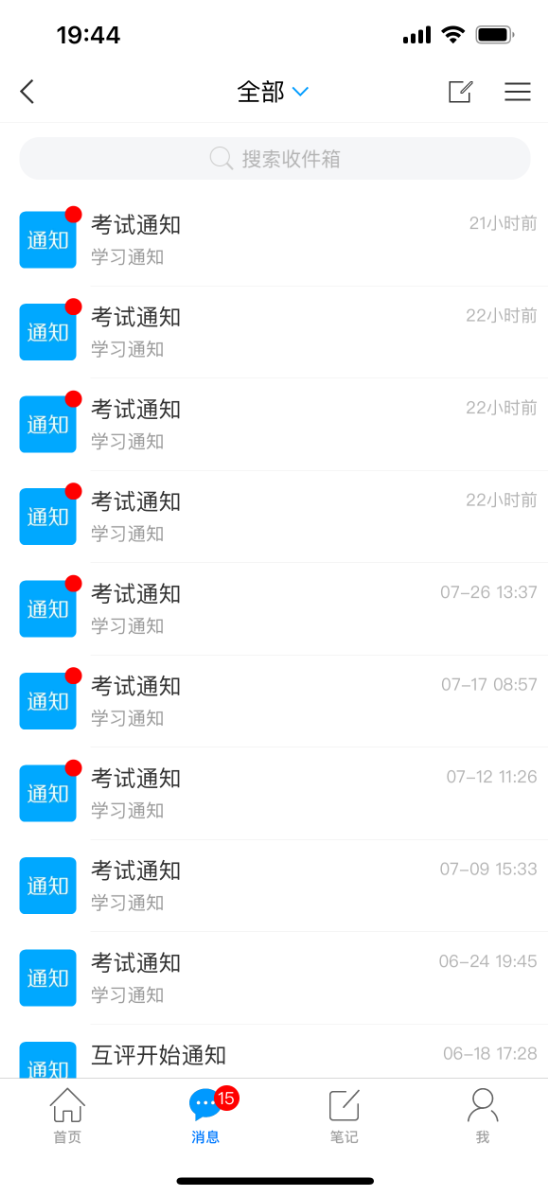 19:44
全部
搜索收件箱
通知
考试通知
21小时前
学习通知
通知
考试通知
22小时前
学习通知
通知
考试通知
22小时前
学习通知
通知
考试通知
22小时前
学习通知
通知
考试通知
07-26 13:37
学习通知
通知
考试通知
07-17 08:57
学习通知
通知
考试通知
07-12 11:26
学习通知
通知
考试通知
07-09 15:33
学习通知
通知
考试通知
06-24 19:45
学习通知
通知
互评开始通知
06-18 17:28
15
首页
消息
笔记
我